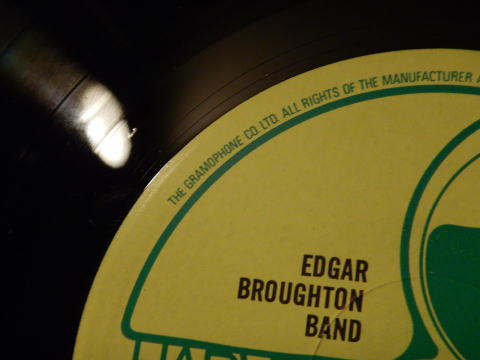 THE GRAMOPHONE CO. LTD. ALL RIGHTS OF THE MANUFACTURER
EDGAR
BROUGHTON
BAND